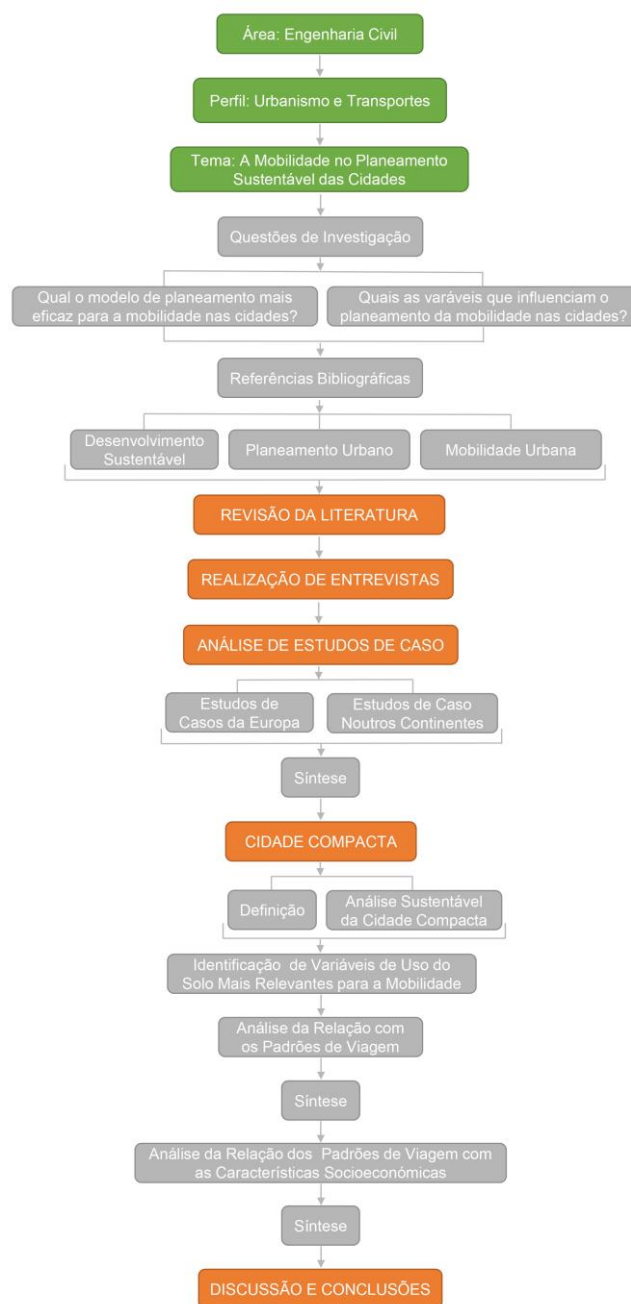 Área: Engenharia Civil
Perfil: Urbanismo e Transportes
Tema: A Mobilidade no Planeamento
Sustentável das Cidades
Questões de Investigação
Qual o modelo de planeamento mais
eficaz para a mobilidade nas cidades?
Quais as varáveis que influenciam o
planeamento da mobilidade nas cidades?
Referências Bibliográficas
Desenvolvimento
Sustentável
Planeamento Urbano
Mobilidade Urbana
REVISÃO DA LITERATURA
REALIZAÇÃO DE ENTREVISTAS
ANÁLISE DE ESTUDOS DE CASO
Estudos de
Casos da Europa
Estudos de Caso
Noutros Continentes
Síntese
CIDADE COMPACTA
Definição
Análise Sustentável
da Cidade Compacta
Identificação de Variáveis de Uso do
Solo Mais Relevantes para a Mobilidade
Análise da Relação com
os Padrões de Viagem
Síntese
Análise da Relação dos Padrões de Viagem com
as Características Socioeconómicas
Síntese
DISCUSSÃO E CONCLUSÕES